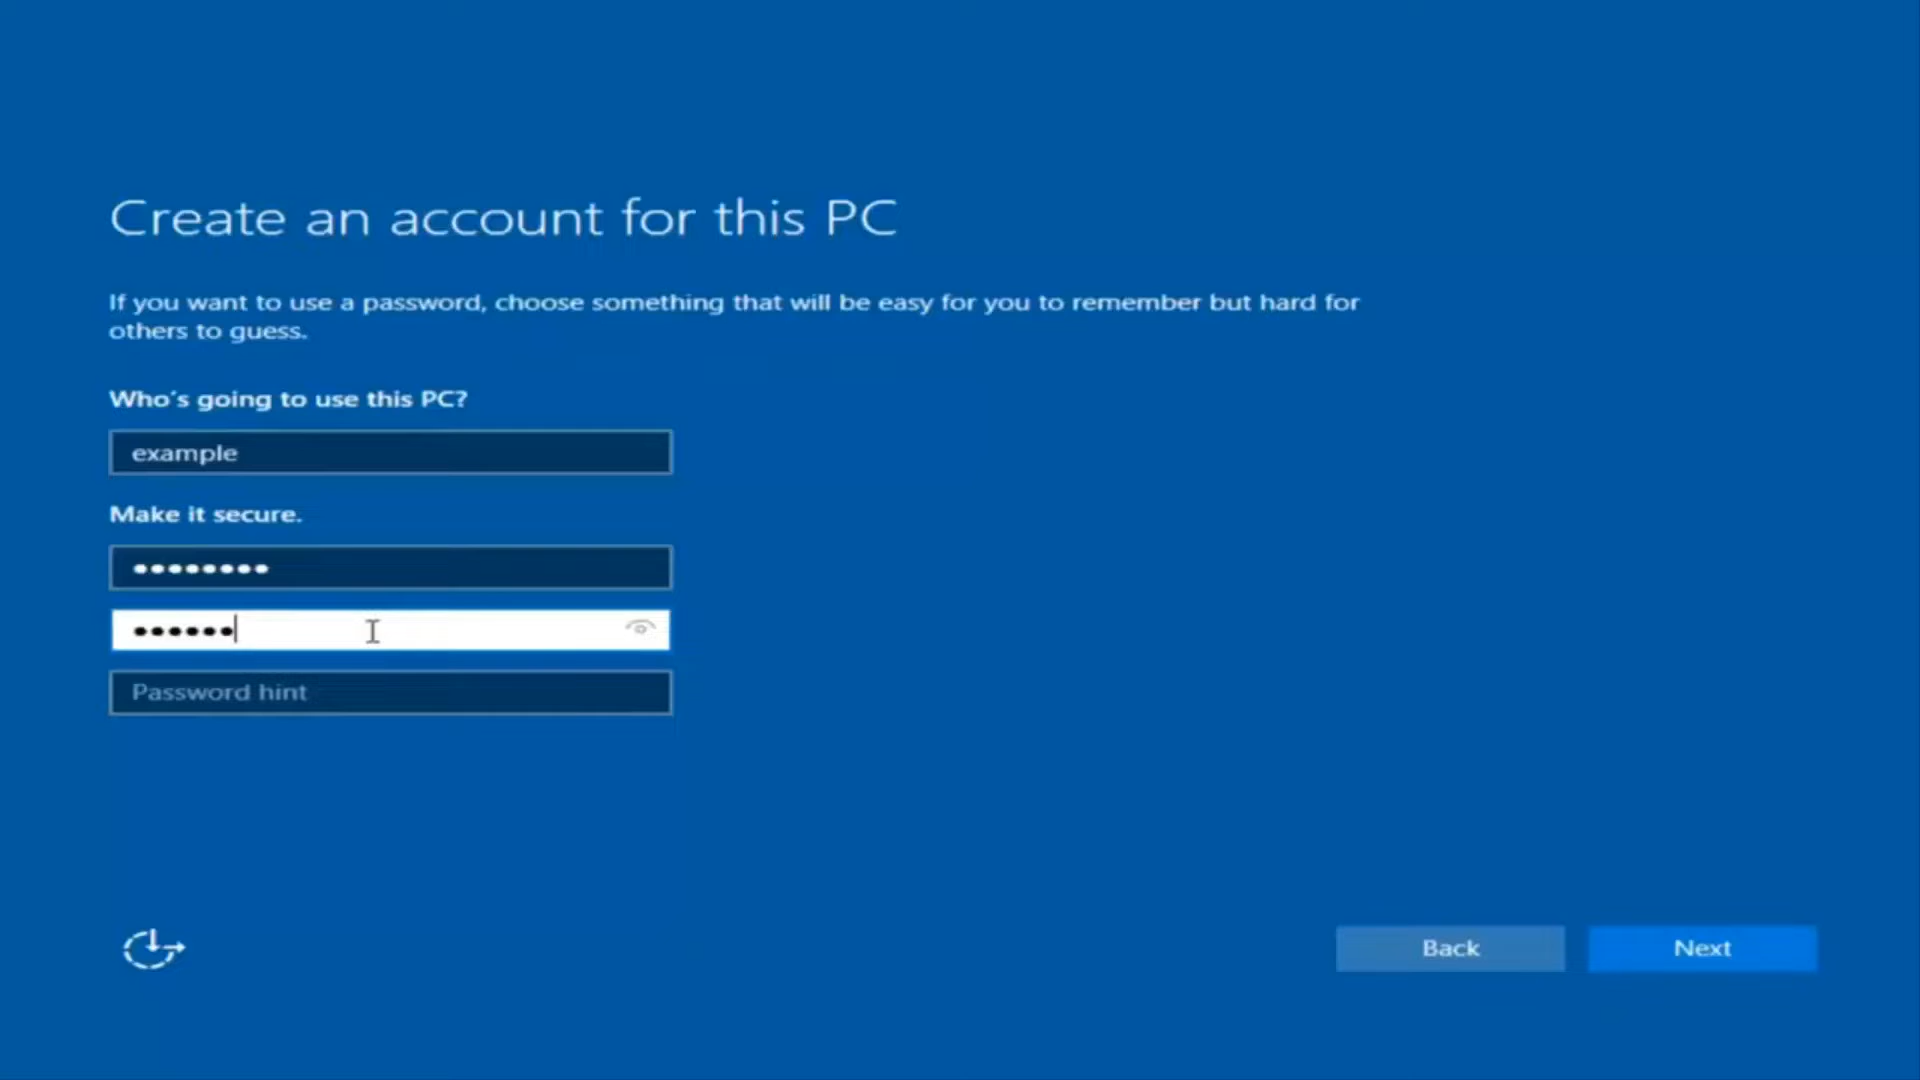 Create an account for this PC
If you want to use a password, choose something that will be easy for you to remember but hard for
others to guess.
Who's going to use this PC?
example
Make it secure.
••••••••
••••••
Password hint
Back
Next